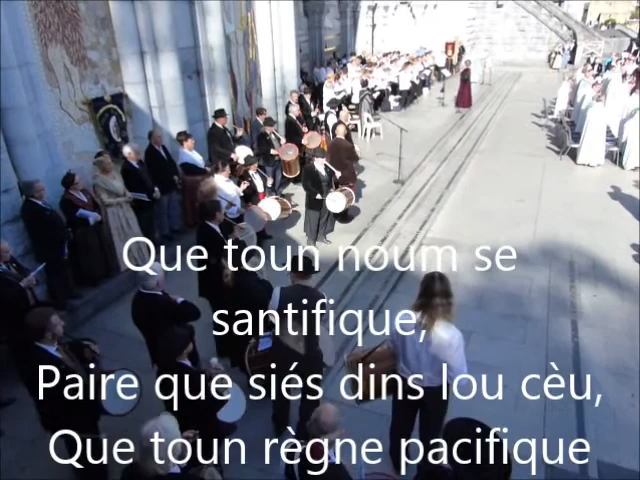 Que toun noum se
santifique,
Paire que siés dins lou cèu,
Que toun règne pacifique